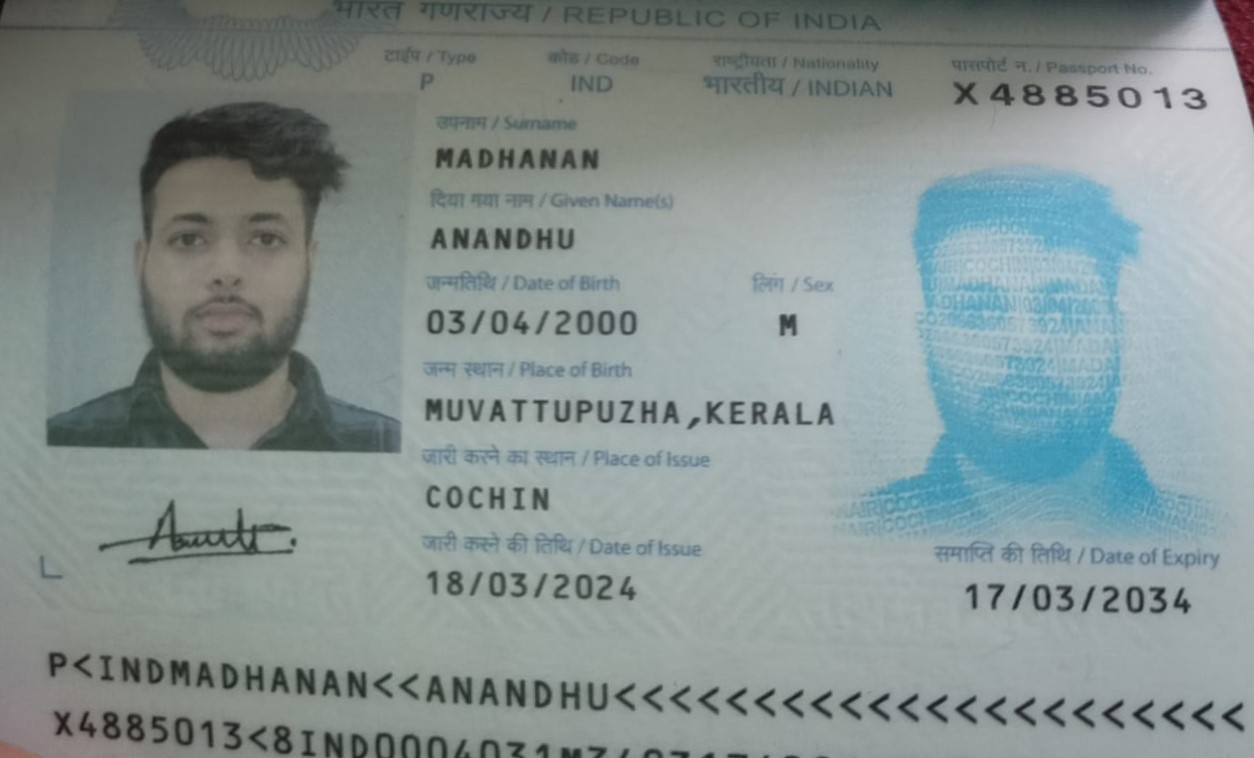 भारत गणराज्य / REPUBLIC OF INDIA
टाईप / Type कोड / Code राष्ट्रीयता / Nationality पासपोर्ट न. / Passport No.
P IND भारतीय / INDIAN X4885013
उपनाम / Surname
MADHANAN
दिया गया नाम / Given Name(s)
ANANDHU
जन्मतिथि / Date of Birth लिंग / Sex
03/04/2000 M
जन्म स्थान / Place of Birth
MUVATTUPUZHA,KERALA
जारी करने का स्थान / Place of Issue
COCHIN
जारी करने की तिथि / Date of Issue समाप्ति की तिथि / Date of Expiry
18/03/2024 17/03/2034
P<INDMADHANAN<<ANANDHU<<<<<<<<<<<<<<<<<<<<<<
X4885013<8IND0004031M